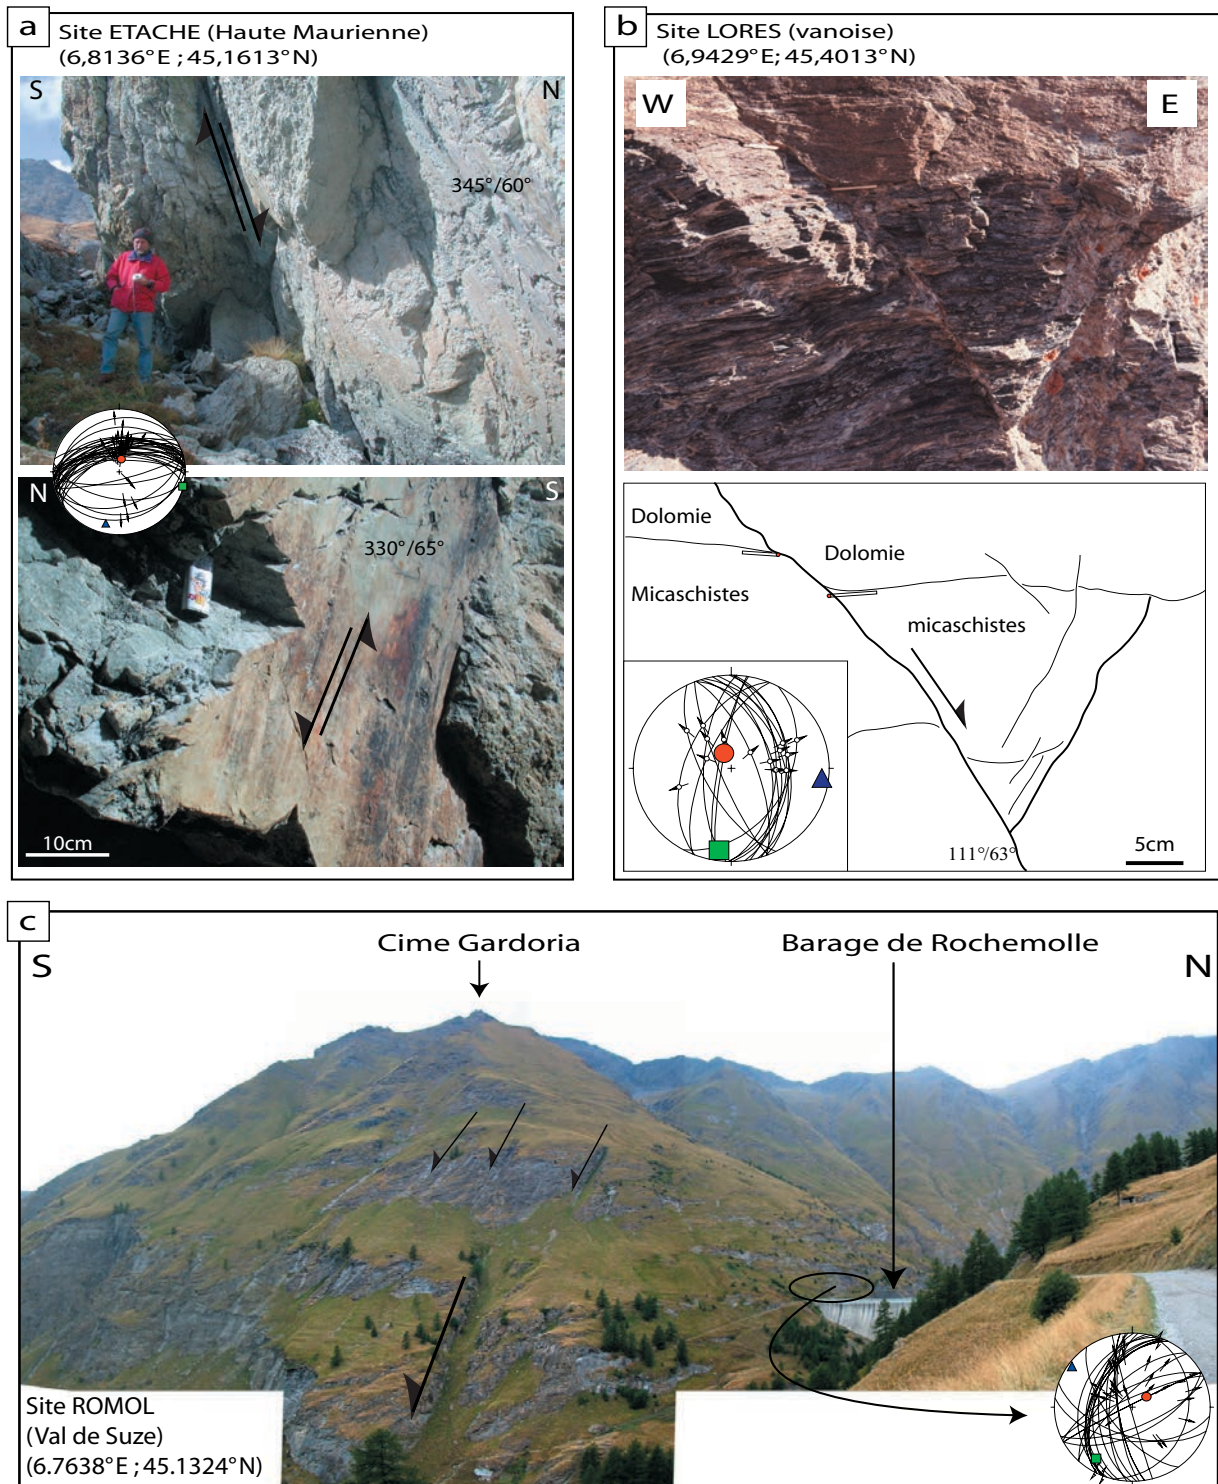 a
Site ETACHE (Haute Maurienne)
(6,8136°E ; 45,1613°N)
S
N
345°/60°
N
S
330°/65°
10cm
b
Site LORES (vanoise)
(6,9429°E; 45,4013°N)
W
E
Dolomie
Dolomie
Micaschistes
micaschistes
111°/63°
5cm
c
Cime Gardoria
Barage de Rochemolle
S
N
Site ROMOL
(Val de Suze)
(6.7638°E ; 45.1324°N)